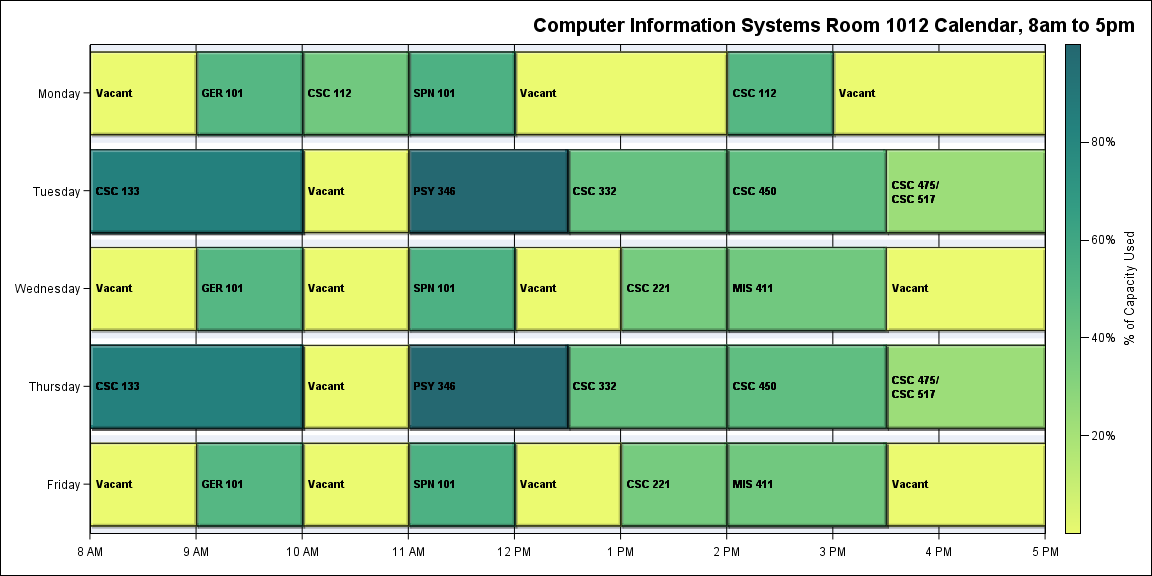 Computer Information Systems Room 1012 Calendar, 8am to 5pm
Monday
Vacant
GER 101
CSC 112
SPN 101
Vacant
CSC 112
Vacant
Tuesday
CSC 133
Vacant
PSY 346
CSC 332
CSC 450
CSC 475/
CSC 517
Wednesday
Vacant
GER 101
Vacant
SPN 101
Vacant
CSC 221
MIS 411
Vacant
Thursday
CSC 133
Vacant
PSY 346
CSC 332
CSC 450
CSC 475/
CSC 517
Friday
Vacant
GER 101
Vacant
SPN 101
Vacant
CSC 221
MIS 411
Vacant
8 AM
9 AM
10 AM
11 AM
12 PM
1 PM
2 PM
3 PM
4 PM
5 PM
80%
60%
40%
20%
% of Capacity Used